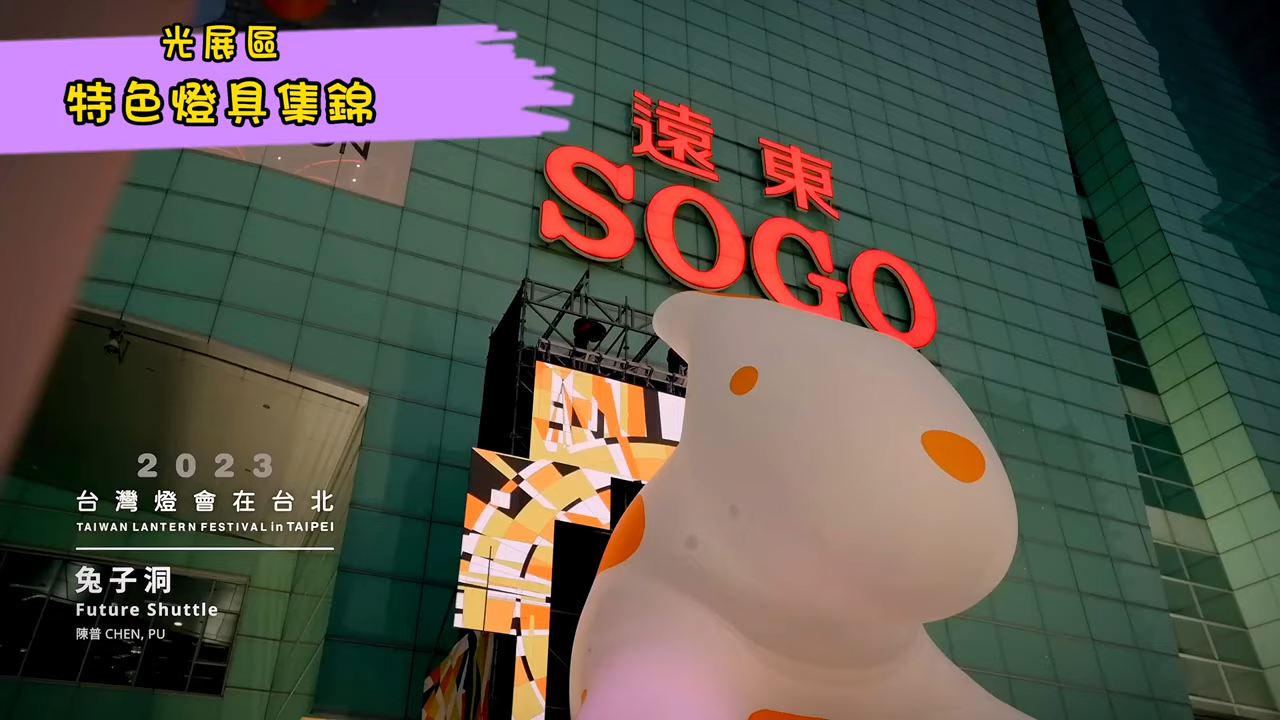 光展區
特色燈具集錦
遠東
SOGO
2023
台灣燈會在台北
TAIWAN LANTERN FESTIVAL in TAIPEI
兔子洞
Future Shuttle
陳普 CHEN, PU